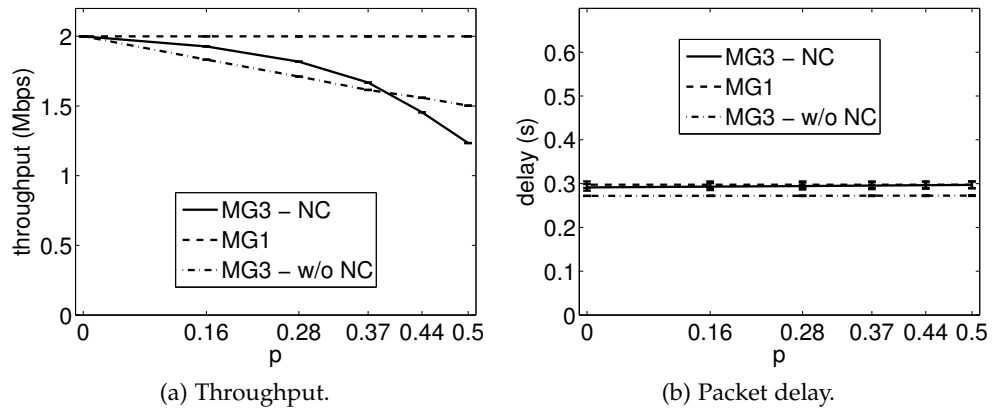 2
1.5
1
0.5
0
throughput (Mbps)
MG3 – NC
MG1
MG3 – w/o NC
0 0.16 0.28 0.37 0.44 0.5
p
(a) Throughput.
0.6
0.5
0.4
0.3
0.2
0.1
0
delay (s)
MG3 – NC
MG1
MG3 – w/o NC
0 0.16 0.28 0.37 0.44 0.5
p
(b) Packet delay.